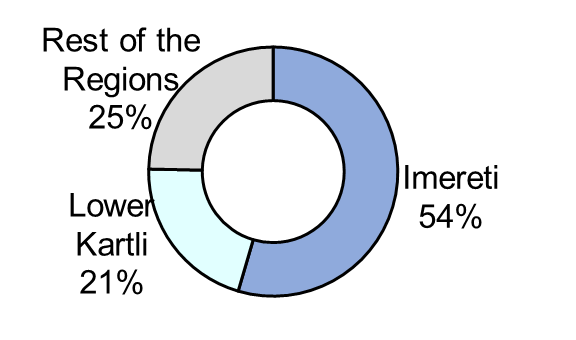 Rest of the
Regions
25%
Imereti
54%
Lower
Kartli
21%